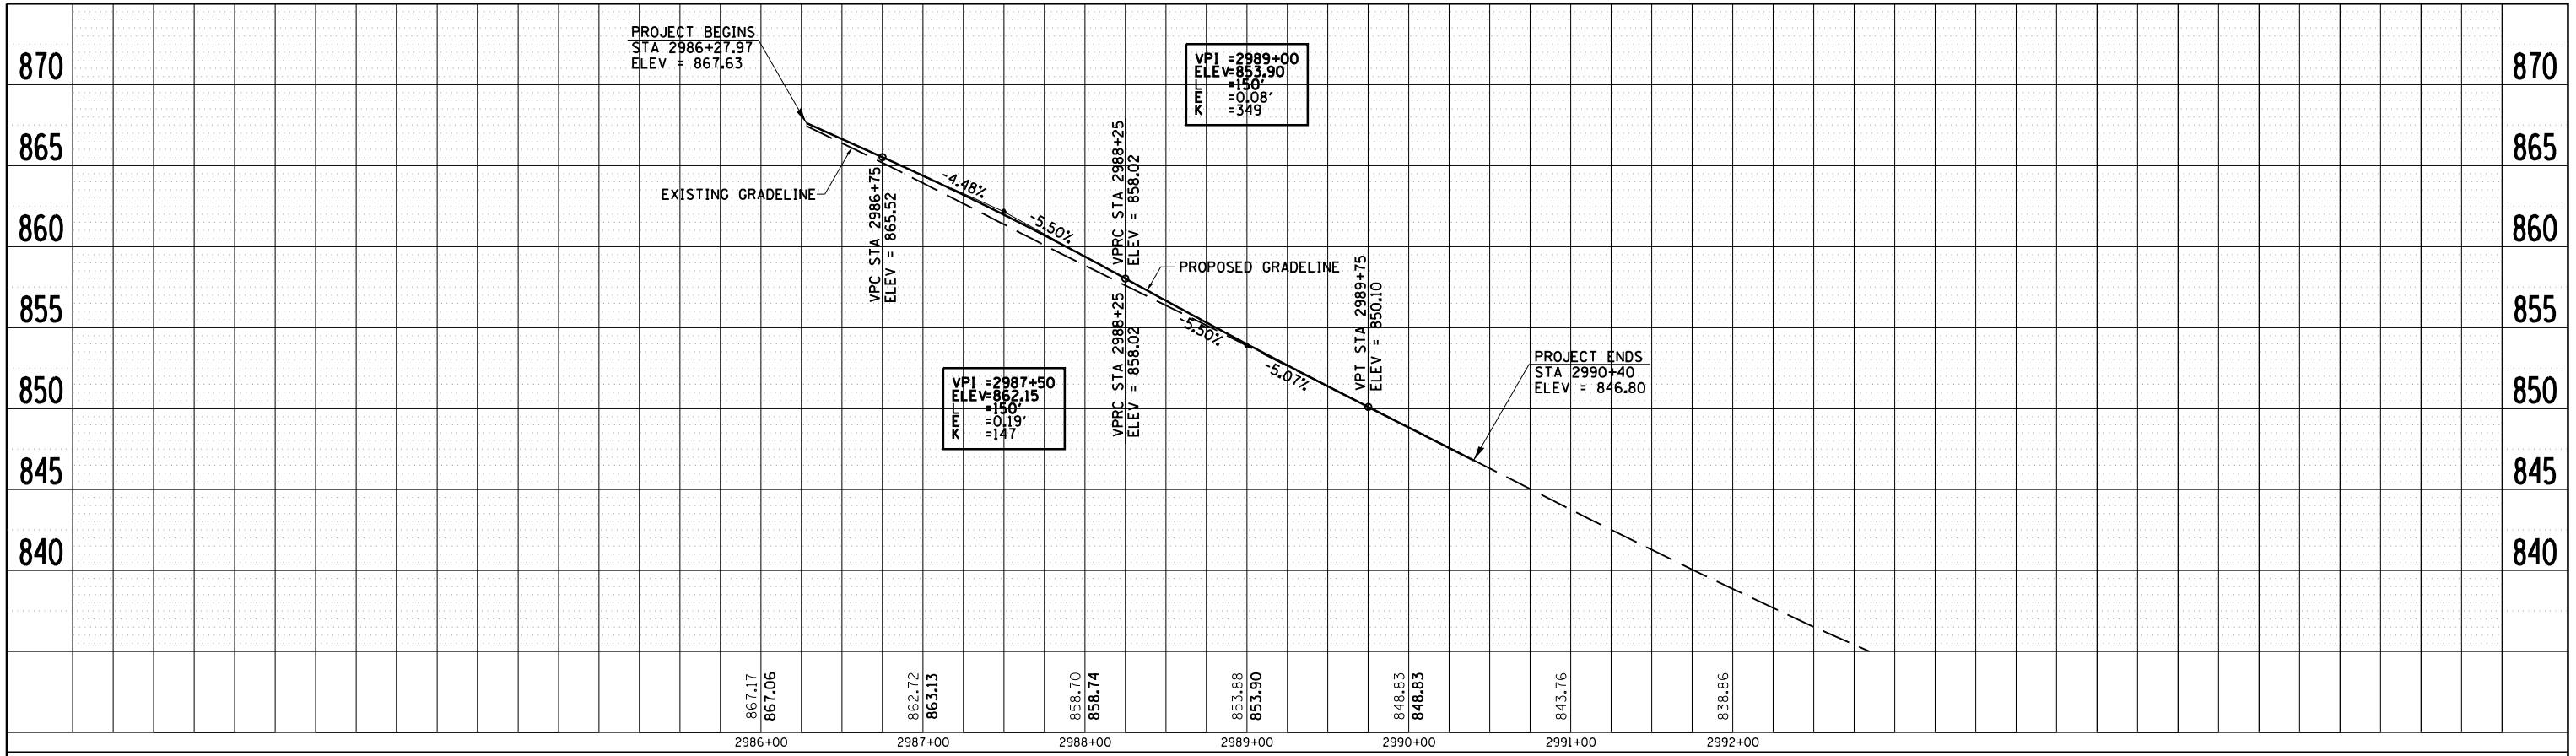 PROJECT BEGINS
STA 2986+27.97
ELEV = 867.63
VPI =2989+00
ELEV=853.90
L =150'
E =0.08'
K =349
870
870
865
865
EXISTING GRADELINE
-4.48%
-5.50%
VPC STA 2986+75
ELEV = 865.52
VPRC STA 2988+25
ELEV = 858.02
860
860
PROPOSED GRADELINE
855
855
VPRC STA 2988+25
ELEV = 858.02
-5.50%
-5.07%
VPT STA 2989+75
ELEV = 850.10
PROJECT ENDS
STA 2990+40
ELEV = 846.80
VPI =2987+50
ELEV=862.15
L =150'
E =0.19'
K =147
850
850
845
845
840
840
867.17
867.06
862.72
863.13
858.70
858.74
853.88
853.90
848.83
848.83
843.76
838.86
2986+00
2987+00
2988+00
2989+00
2990+00
2991+00
2992+00